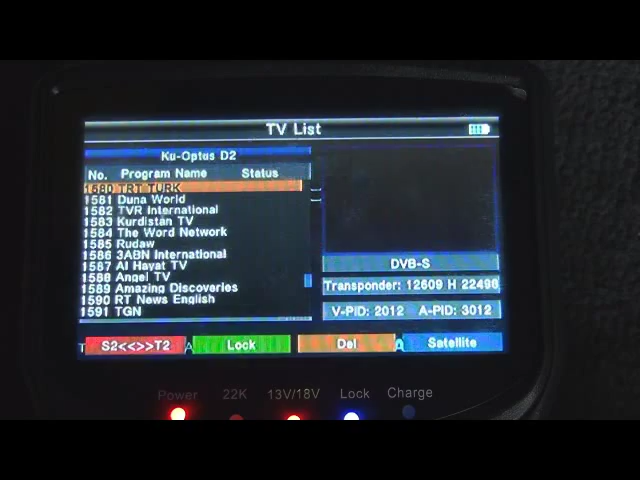 TV List
Ku-Optus D2
No. Program Name Status
1580 TRT TURK
1581 Duna World
1582 TVR International
1583 Kurdistan TV
1584 The Word Network
1585 Rudaw
1586 3ABN International
1587 Al Hayat TV
1588 Angel TV
1589 Amazing Discoveries
1590 RT News English
1591 TGN
DVB-S
Transponder: 12609 H 22498
V-PID: 2012 A-PID: 3012
S2<<>>T2 Lock Del Satellite
Power 22K 13V/18V Lock Charge